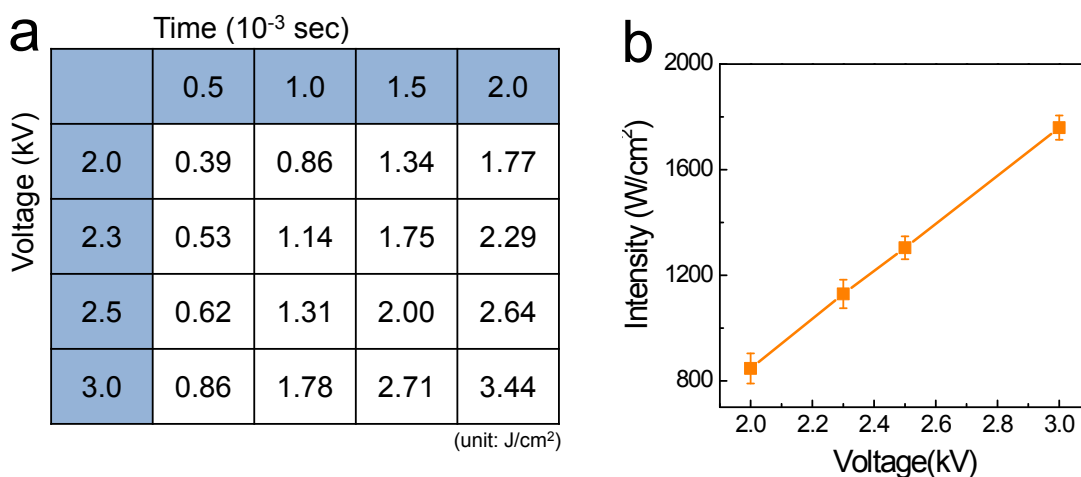 a
Time (10⁻³ sec)
Voltage (kV)
0.5 1.0 1.5 2.0
2.0 0.39 0.86 1.34 1.77
2.3 0.53 1.14 1.75 2.29
2.5 0.62 1.31 2.00 2.64
3.0 0.86 1.78 2.71 3.44
(unit: J/cm²)
b
Intensity (W/cm²)
2000
1600
1200
800
2.0 2.2 2.4 2.6 2.8 3.0
Voltage(kV)